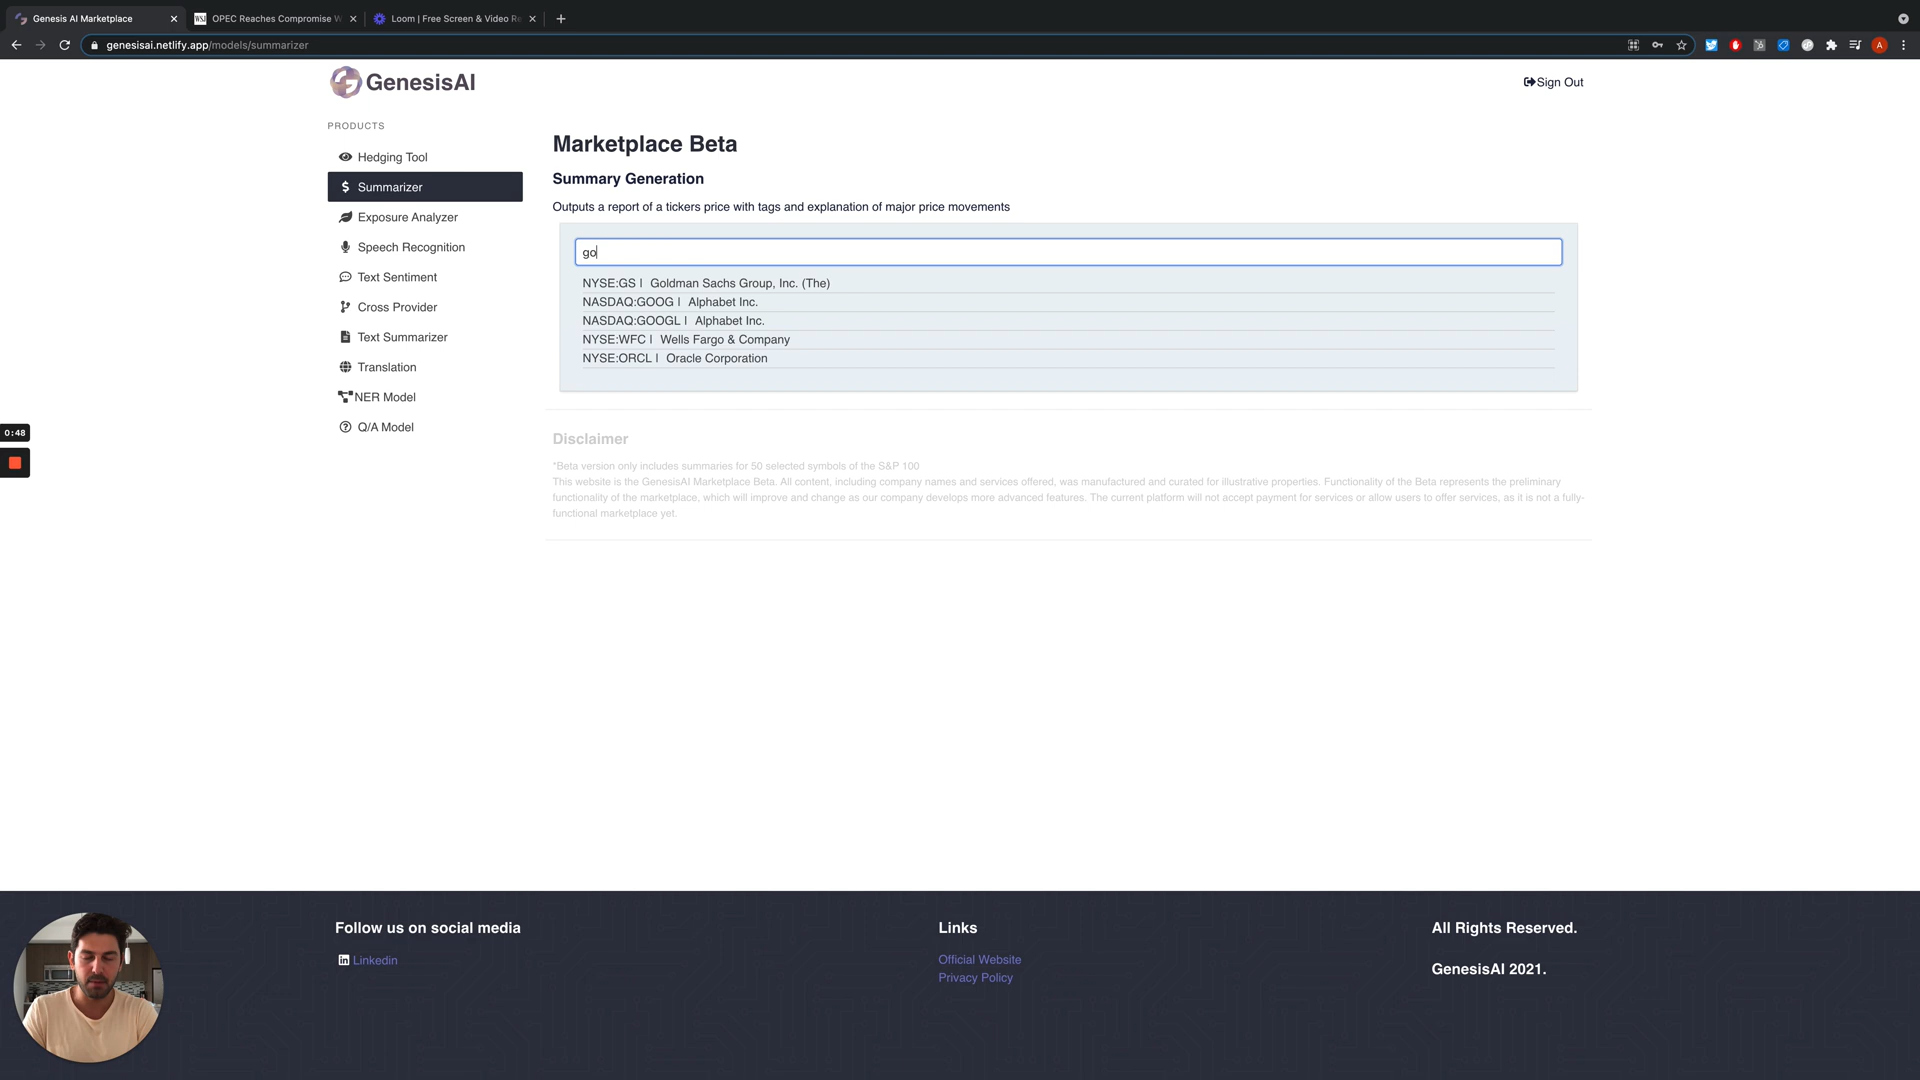 Genesis AI Marketplace
WSJ
OPEC Reaches Compromise W
Loom | Free Screen & Video Re
genesisai.netlify.app/models/summarizer
A
GenesisAI
Sign Out
PRODUCTS
Hedging Tool
Summarizer
Exposure Analyzer
Speech Recognition
Text Sentiment
Cross Provider
Text Summarizer
Translation
NER Model
Q/A Model
Marketplace Beta
Summary Generation
Outputs a report of a tickers price with tags and explanation of major price movements
go
NYSE:GS | Goldman Sachs Group, Inc. (The)
NASDAQ:GOOG | Alphabet Inc.
NASDAQ:GOOGL | Alphabet Inc.
NYSE:WFC | Wells Fargo & Company
NYSE:ORCL | Oracle Corporation
0:48
Disclaimer
*Beta version only includes summaries for 50 selected symbols of the S&P 100
This website is the GenesisAI Marketplace Beta. All content, including company names and services offered, was manufactured and curated for illustrative properties. Functionality of the Beta represents the preliminary
functionality of the marketplace, which will improve and change as our company develops more advanced features. The current platform will not accept payment for services or allow users to offer services, as it is not a fully-
functional marketplace yet.
Follow us on social media
Linkedin
Links
Official Website
Privacy Policy
All Rights Reserved.
GenesisAI 2021.